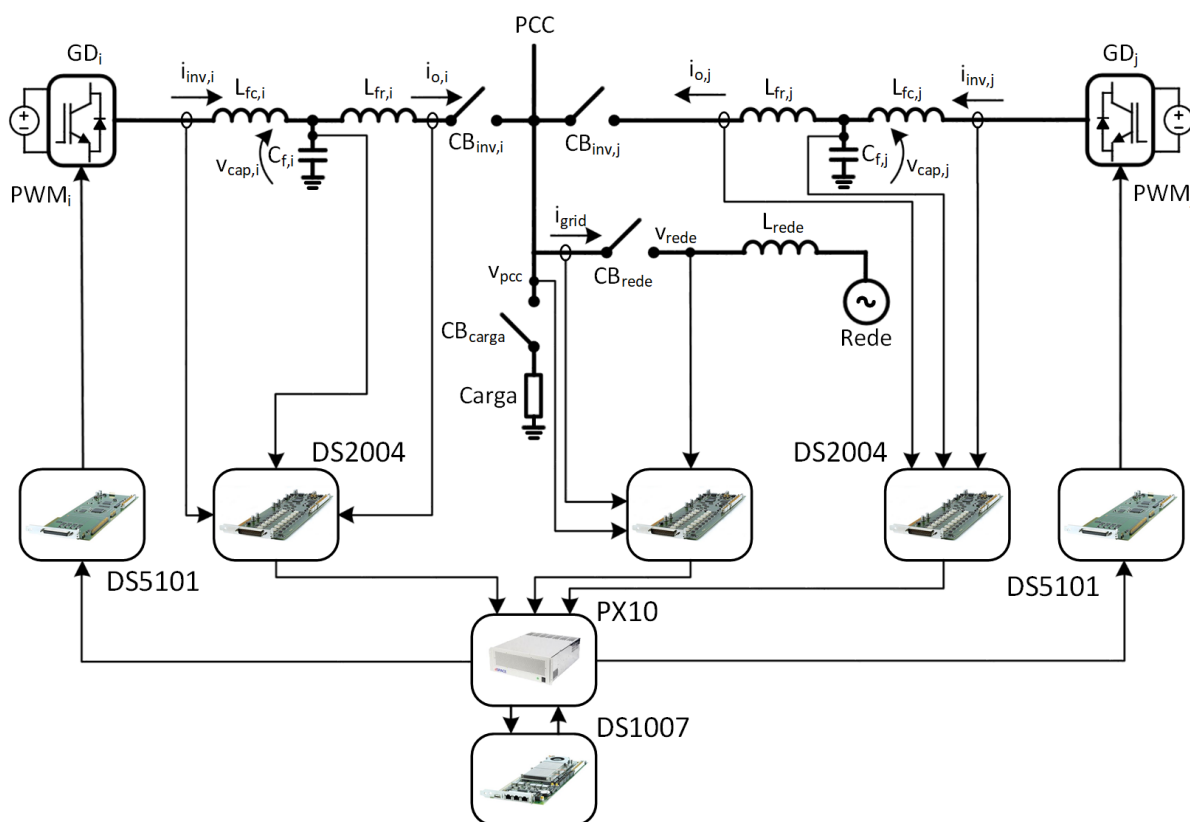 PCC
GDi
GDj
iinv,i
Lfc,i
Lfr,i
io,i
io,j
Lfr,j
Lfc,j
iinv,j
CBinv,i
CBinv,j
vcap,i
Cf,i
Cf,j
vcap,j
PWMi
PWM
igrid
vrede
Lrede
CBrede
vpcc
Rede
CBcarga
Carga
DS2004
DS2004
DS5101
DS5101
PX10
DS1007